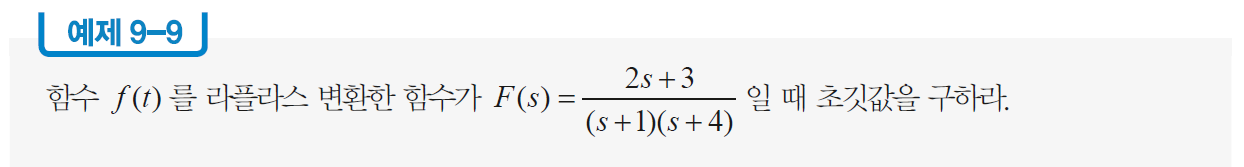 예제 9-9
함수 f(t) 를 라플라스 변환한 함수가 F(s) = \frac{2s+3}{(s+1)(s+4)} 일 때 초깃값을 구하라.